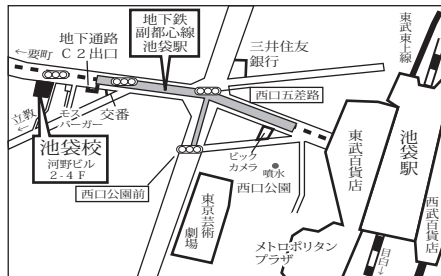 地下通路
C2出口
地下鉄
副都心線
池袋駅
三井住友
銀行
東武東上線
←要町
西口五差路
立教
←
モス
バーガー
交番
池袋校
河野ビル
2-4F
西口公園前
ビック
カメラ
噴水
西口公園
東京芸術
劇場
メトロポリタン
プラザ
東武百貨店
池袋駅
西武百貨店
目白→